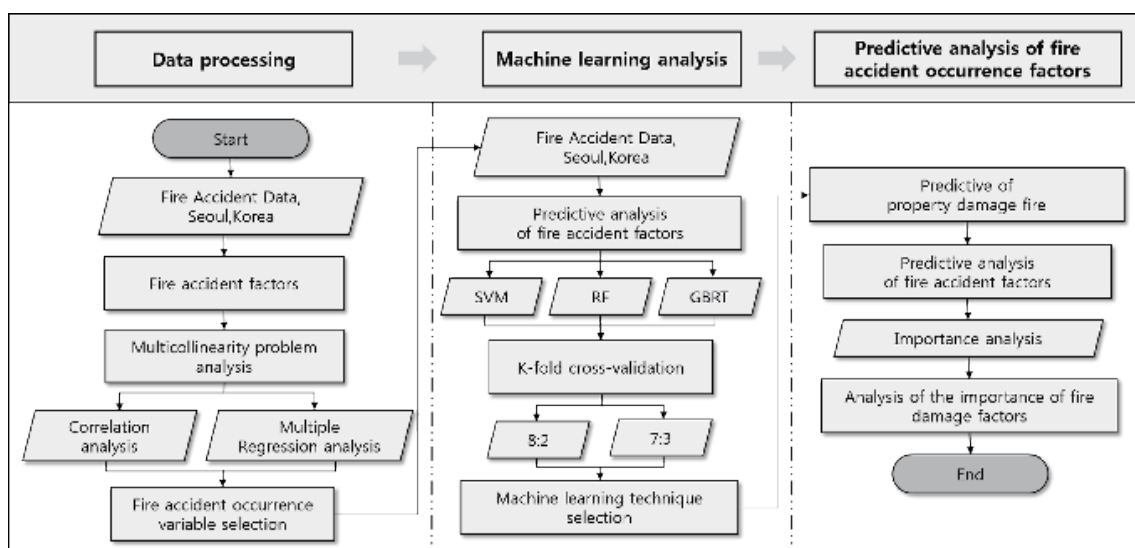 Data processing
Machine learning analysis
Predictive analysis of fire
accident occurrence factors
Start
Fire Accident Data,
Seoul,Korea
Fire accident factors
Multicollinearity problem
analysis
Correlation
analysis
Multiple
Regression analysis
Fire accident occurrence
variable selection
Fire Accident Data,
Seoul,Korea
Predictive analysis
of fire accident factors
SVM
RF
GBRT
K-fold cross-validation
8:2
7:3
Machine learning technique
selection
Predictive of
property damage fire
Predictive analysis
of fire accident factors
Importance analysis
Analysis of the importance of fire
damage factors
End